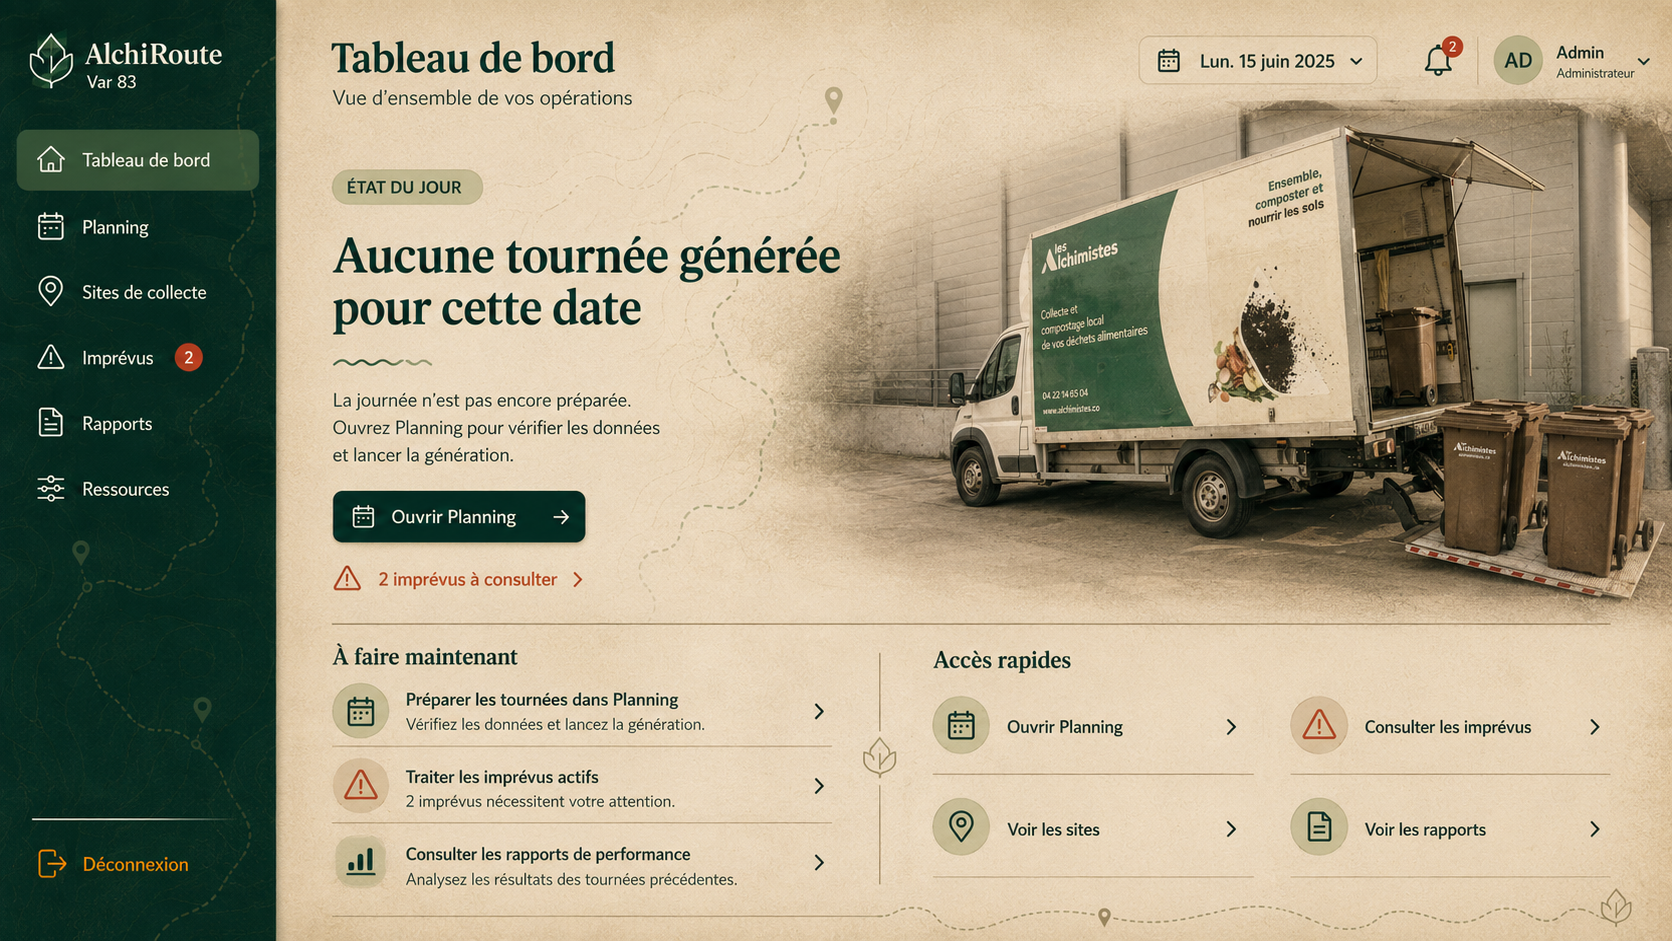 AlchiRoute
Var 83
Tableau de bord
Planning
Sites de collecte
Imprévus 2
Rapports
Ressources
Déconnexion
Tableau de bord
Vue d'ensemble de vos opérations
Lun. 15 juin 2025
2
AD
Admin
Administrateur
ÉTAT DU JOUR
Aucune tournée générée
pour cette date
La journée n'est pas encore préparée.
Ouvrez Planning pour vérifier les données
et lancer la génération.
Ouvrir Planning
2 imprévus à consulter
Ensemble,
composter et
nourrir les sols
les
Alchimistes
Collecte et
compostage local
de vos déchets alimentaires
04 22 14 65 04
www.alchimistes.co
Alchimistes
Alchimistes
À faire maintenant
Préparer les tournées dans Planning
Vérifiez les données et lancez la génération.
Traiter les imprévus actifs
2 imprévus nécessitent votre attention.
Consulter les rapports de performance
Analysez les résultats des tournées précédentes.
Accès rapides
Ouvrir Planning
Consulter les imprévus
Voir les sites
Voir les rapports